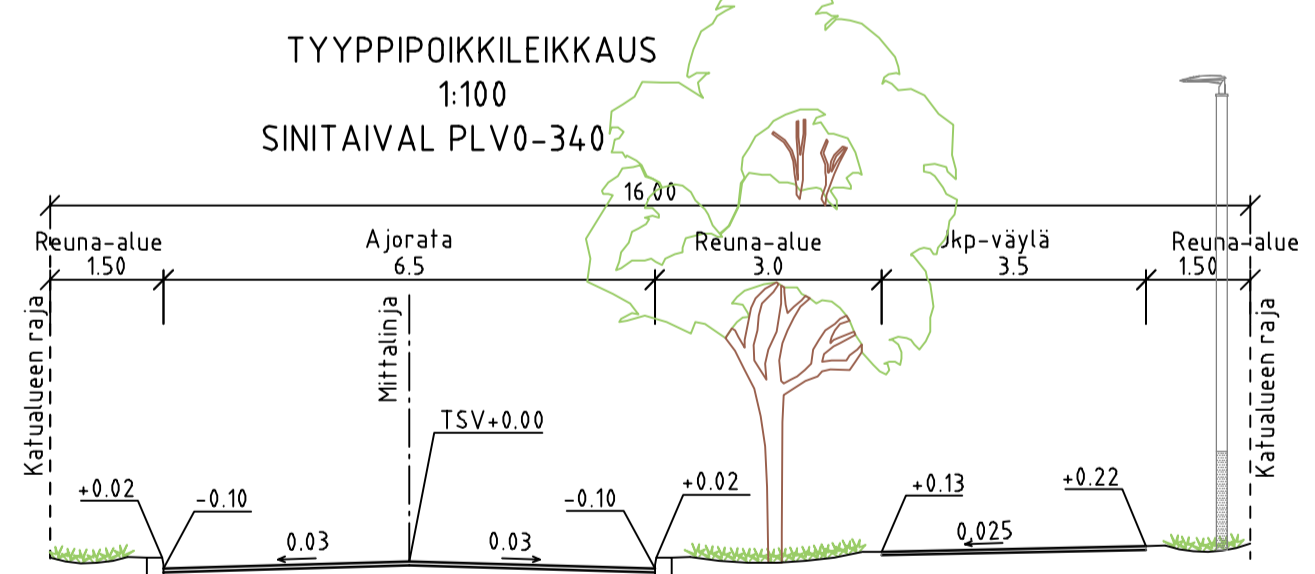 TYYPPIPOIKKILEIKKAUS
1:100
SINITAIVAL PLV0-340
16.00
Reuna-alue
1.50
Ajorata
6.5
Reuna-alue
3.0
Jkp-väylä
3.5
Reuna-alue
1.50
Katualueen raja
Mittalinja
Katualueen raja
TSV+0.00
+0.02
-0.10
-0.10
+0.02
+0.13
+0.22
0.03
0.03
0,025